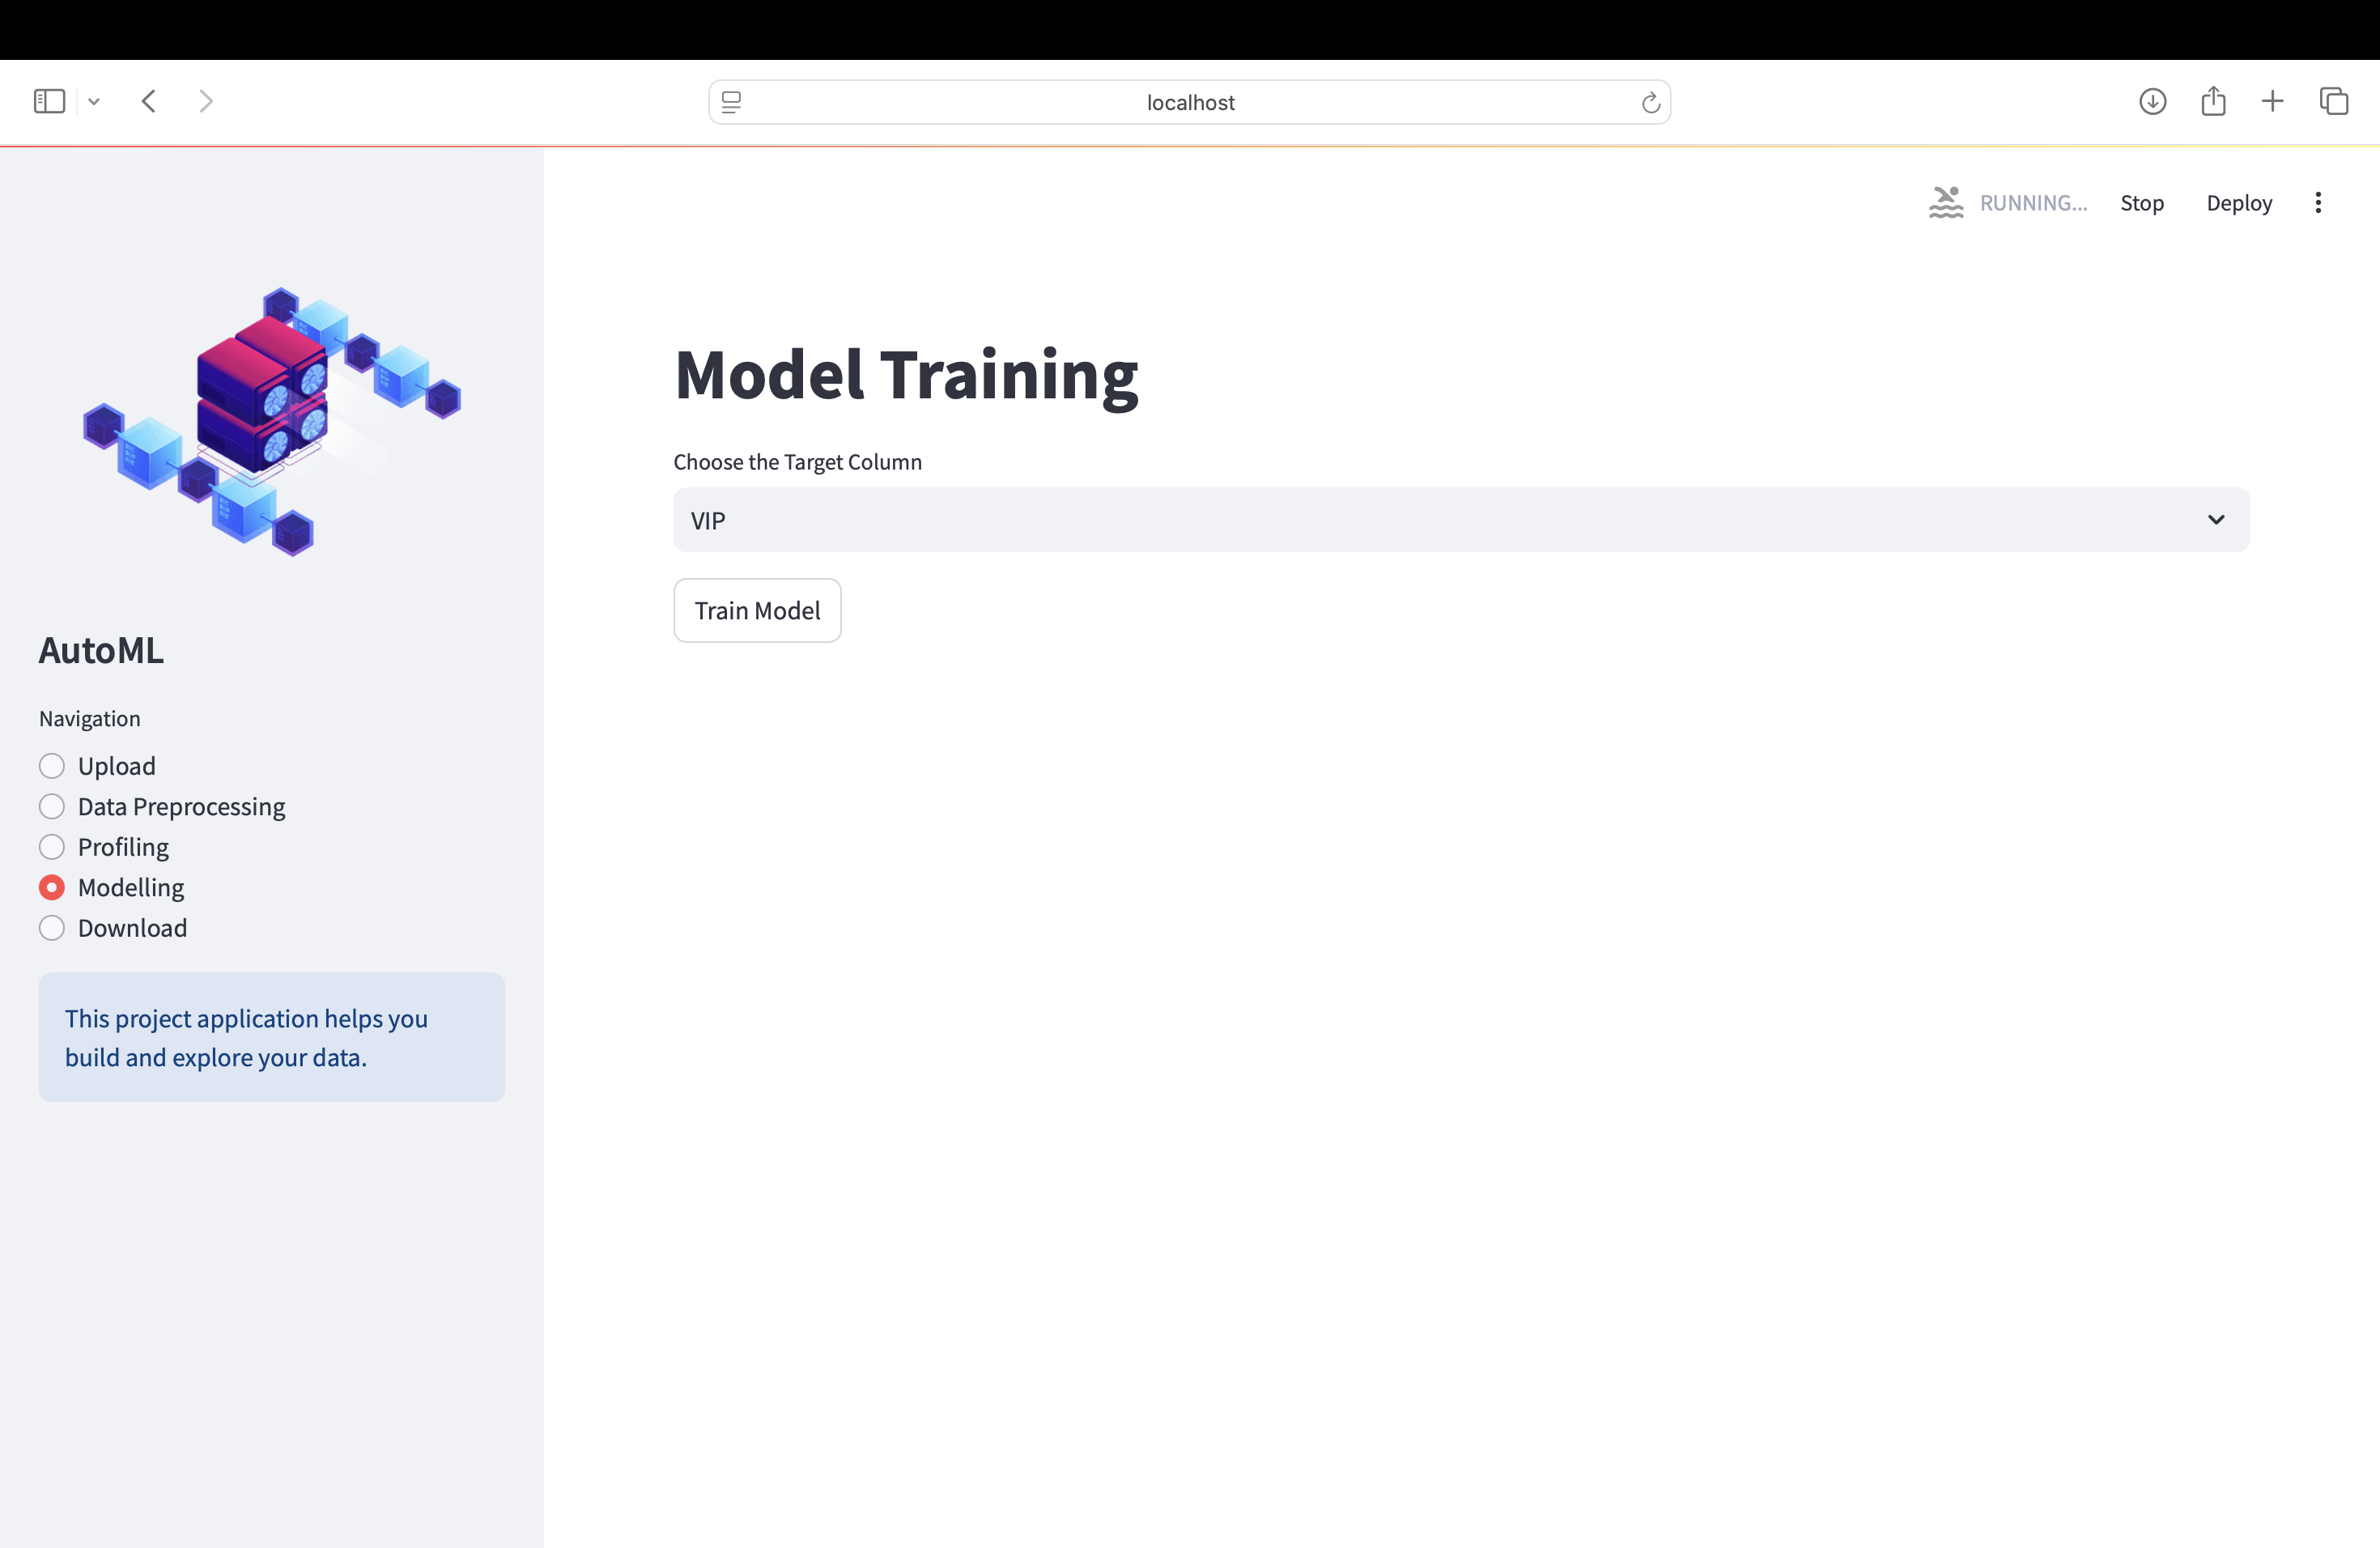 localhost
RUNNING...
Stop
Deploy
AutoML
Navigation
Upload
Data Preprocessing
Profiling
Modelling
Download
This project application helps you
build and explore your data.
Model Training
Choose the Target Column
VIP
Train Model